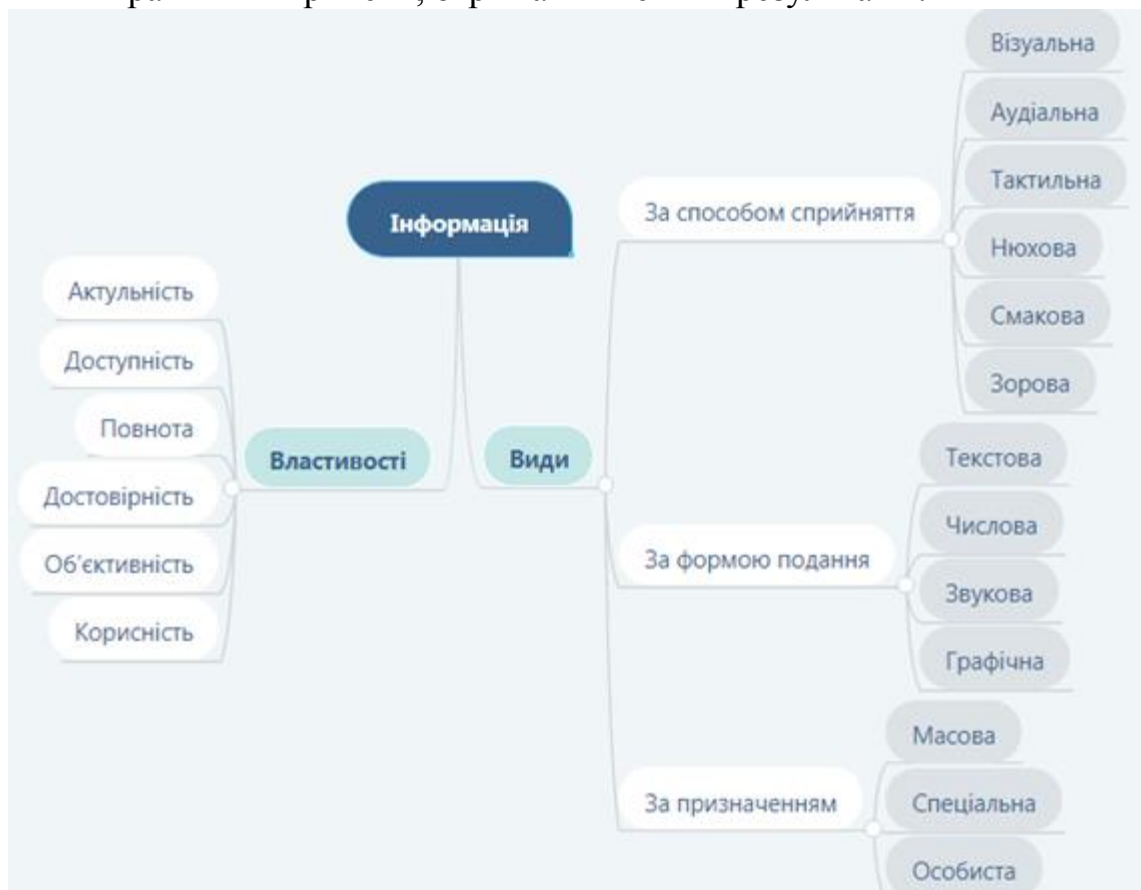 Інформація
Актульність
Доступність
Повнота
Достовірність
Об'єктивність
Корисність
Властивості
Види
За способом сприйняття
Візуальна
Аудіальна
Тактильна
Нюхова
Смакова
Зорова
За формою подання
Текстова
Числова
Звукова
Графічна
За призначенням
Масова
Спеціальна
Особиста